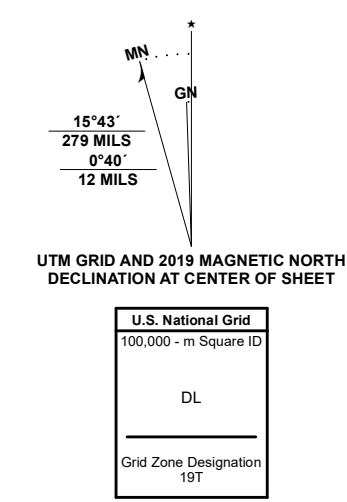 ★
MN
GN
15°43´
279 MILS
0°40´
12 MILS
UTM GRID AND 2019 MAGNETIC NORTH
DECLINATION AT CENTER OF SHEET
U.S. National Grid
100,000 - m Square ID
DL
Grid Zone Designation
19T